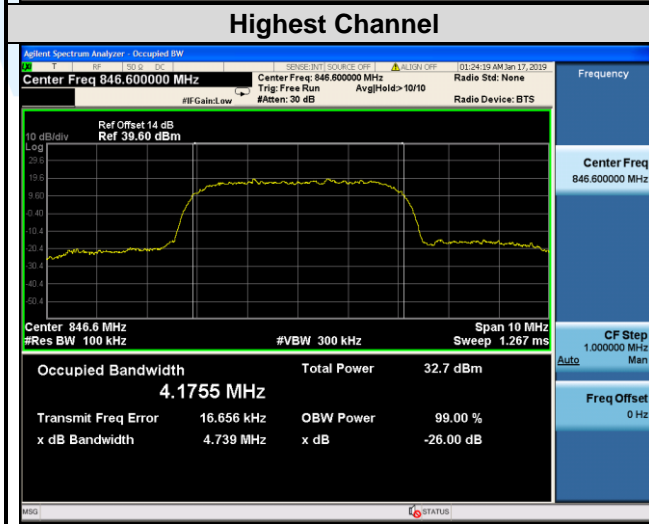 Highest Channel
Agilent Spectrum Analyzer - Occupied BW
T RF 50 Ω DC SENSE:INT SOURCE OFF ALIGN OFF 01:24:19 AM Jan 17, 2019
Center Freq 846.600000 MHz
Center Freq: 846.600000 MHz
Radio Std: None
Trig: Free Run Avg|Hold:>10/10
#IFGain:Low
#Atten: 30 dB
Radio Device: BTS
Frequency
Ref Offset 14 dB
10 dB/div Ref 39.60 dBm
Log
29.6
19.6
9.60
-0.40
-10.4
-20.4
-30.4
-40.4
-50.4
Center 846.6 MHz Span 10 MHz
#Res BW 100 kHz #VBW 300 kHz Sweep 1.267 ms
Occupied Bandwidth Total Power 32.7 dBm
4.1755 MHz
Transmit Freq Error 16.656 kHz OBW Power 99.00 %
x dB Bandwidth 4.739 MHz x dB -26.00 dB
Center Freq
846.600000 MHz
CF Step
1.000000 MHz
Auto Man
Freq Offset
0 Hz
MSG STATUS